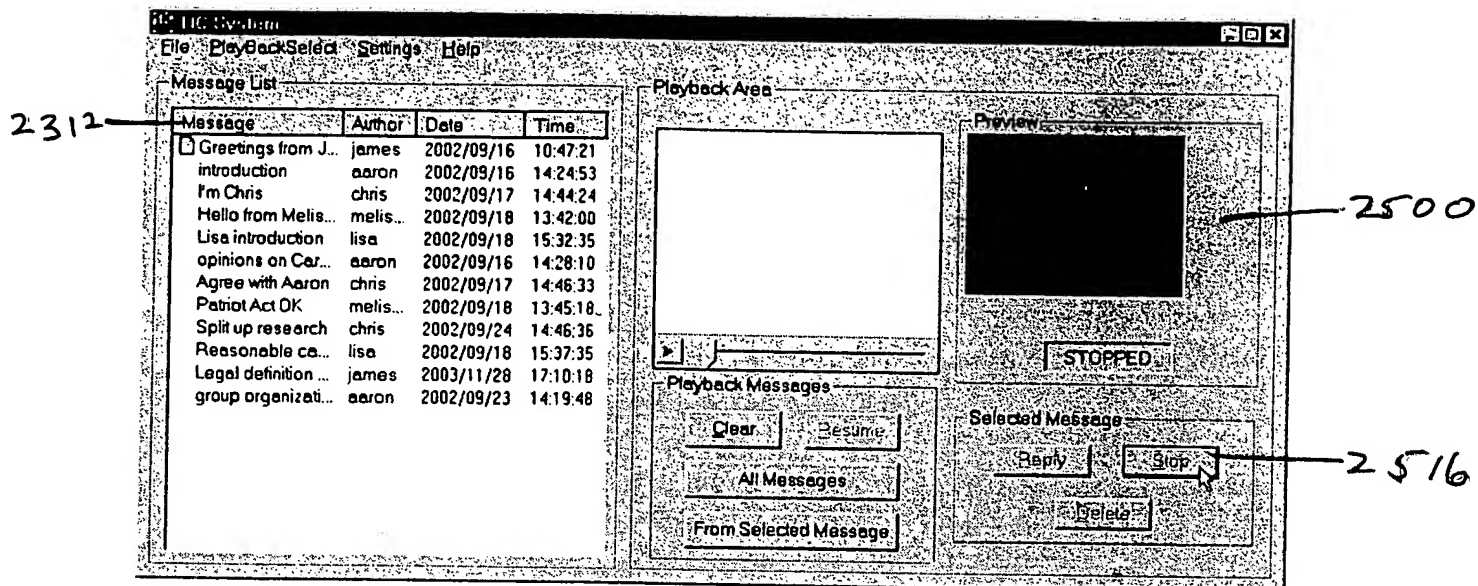 TIC System
File PlayBackSelect Settings Help
Message List
2312
Message Author Date Time
Greetings from J... james 2002/09/16 10:47:21
introduction aaron 2002/09/16 14:24:53
I'm Chris chris 2002/09/17 14:44:24
Hello from Melis... melis... 2002/09/18 13:42:00
Lisa introduction lisa 2002/09/18 15:32:35
opinions on Car... aaron 2002/09/16 14:28:10
Agree with Aaron chris 2002/09/17 14:46:33
Patriot Act OK melis... 2002/09/18 13:45:18
Split up research chris 2002/09/24 14:46:36
Reasonable ca... lisa 2002/09/18 15:37:35
Legal definition ... james 2003/11/28 17:10:18
group organizati... aaron 2002/09/23 14:19:48
Playback Area
Preview
2500
STOPPED
Playback Messages
Clear Resume
All Messages
From Selected Message
Selected Message
Reply Stop
2516
Delete